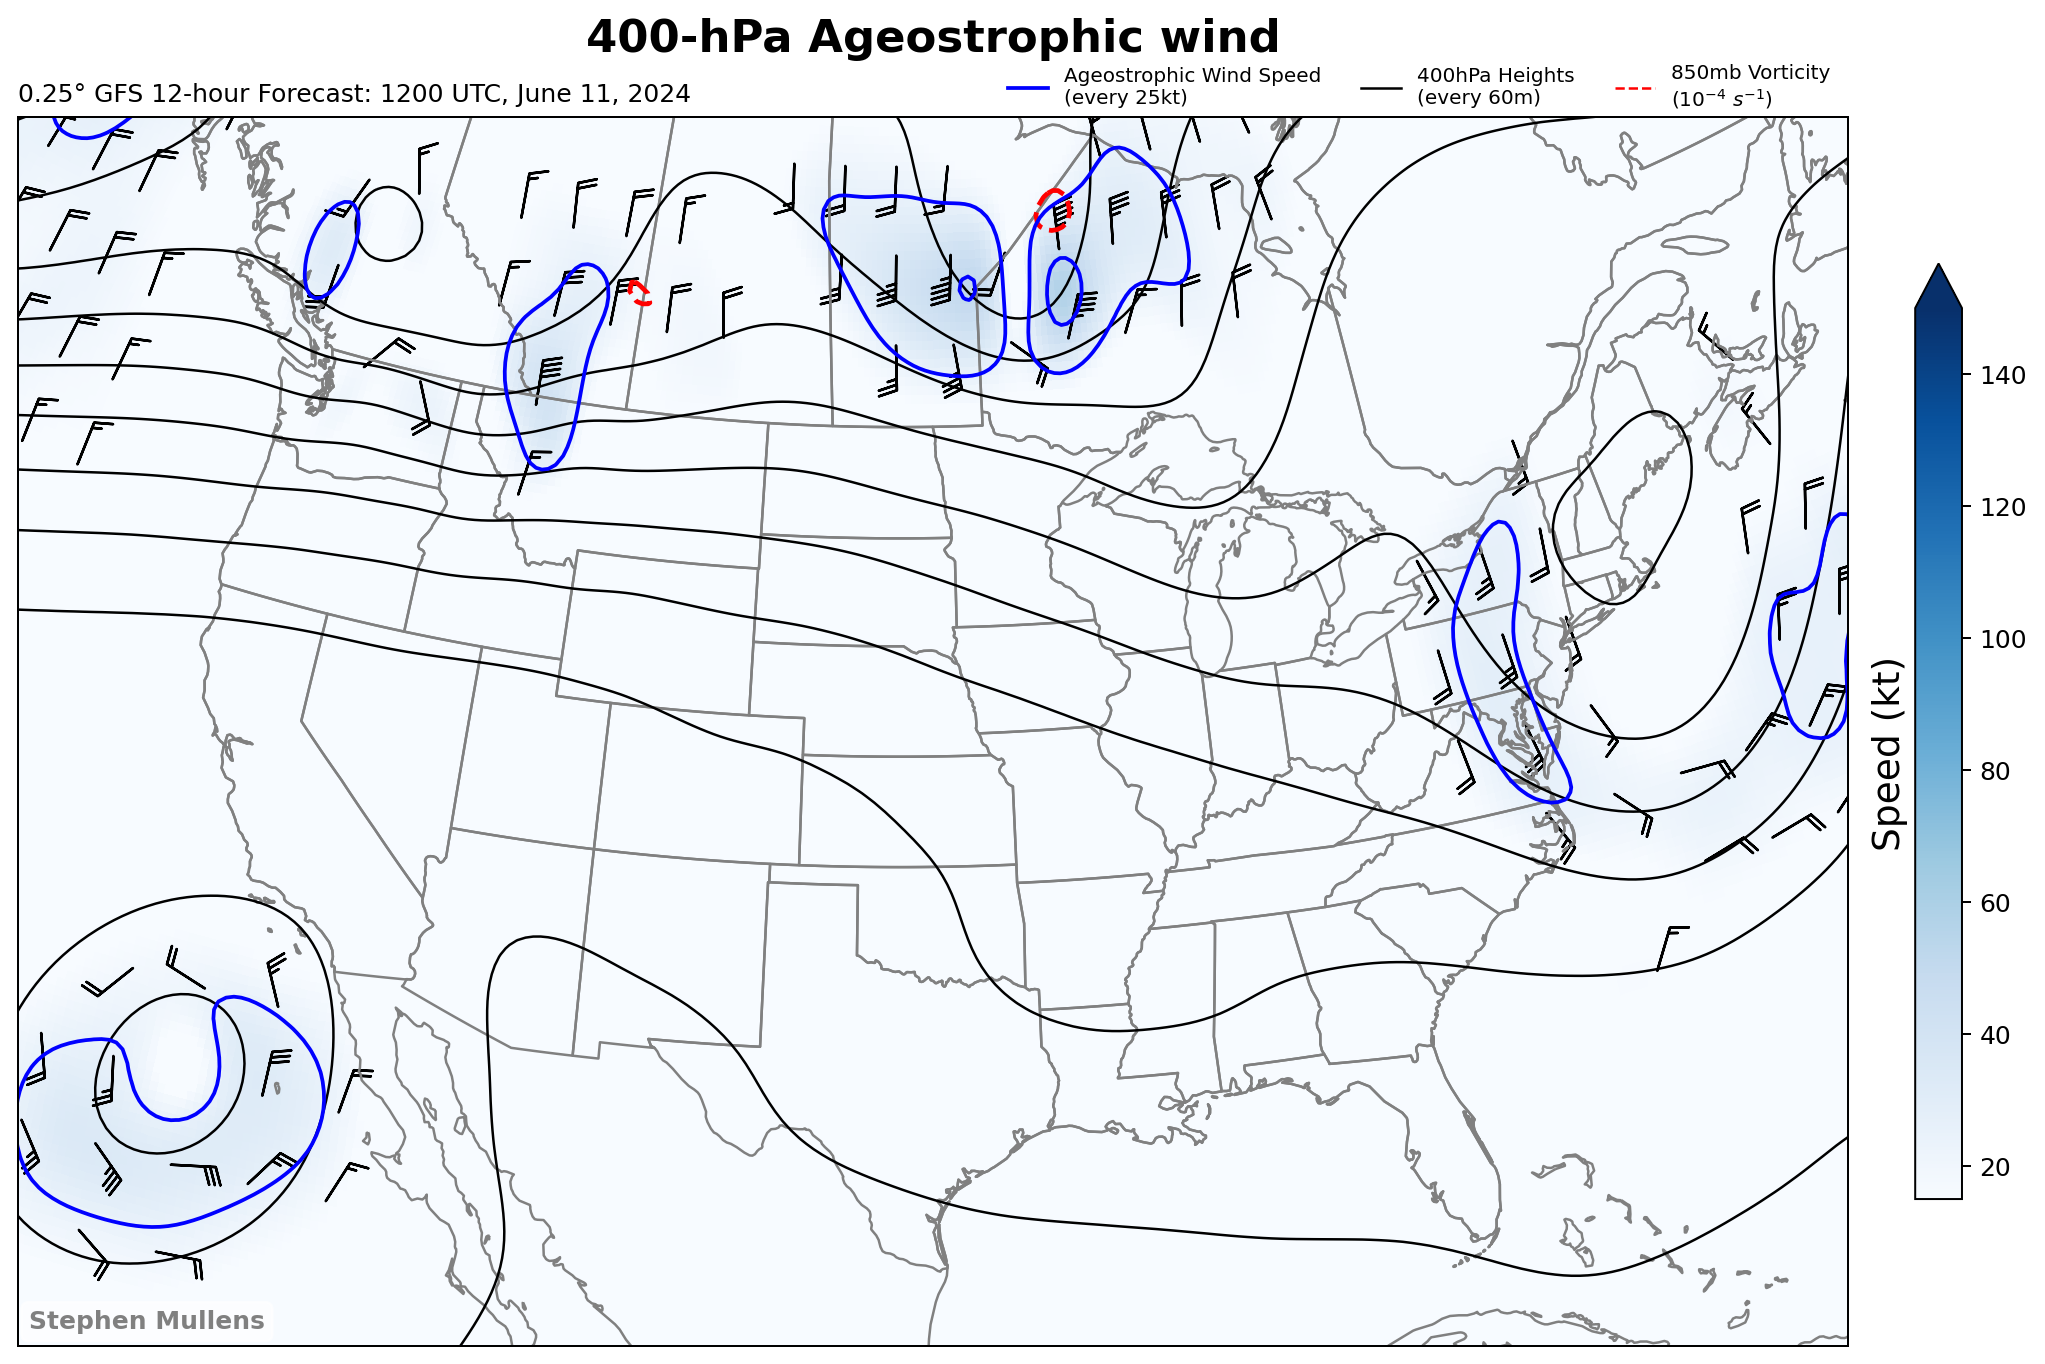 400-hPa Ageostrophic wind
0.25° GFS 12-hour Forecast: 1200 UTC, June 11, 2024
Ageostrophic Wind Speed
(every 25kt)
400hPa Heights
(every 60m)
850mb Vorticity
(10⁻⁴ s⁻¹)
140
120
100
80
60
40
20
Speed (kt)
Stephen Mullens